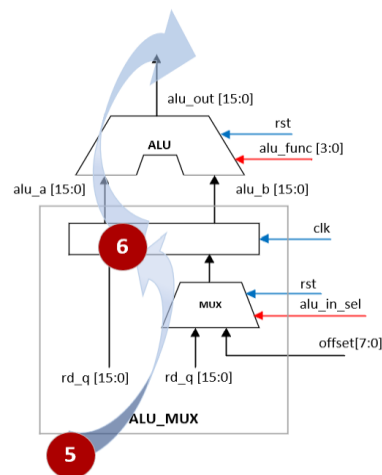 alu_out [15:0]
rst
ALU
alu_func [3:0]
alu_a [15:0]
alu_b [15:0]
clk
6
rst
MUX
alu_in_sel
offset[7:0]
rd_q [15:0]
rd_q [15:0]
ALU_MUX
5